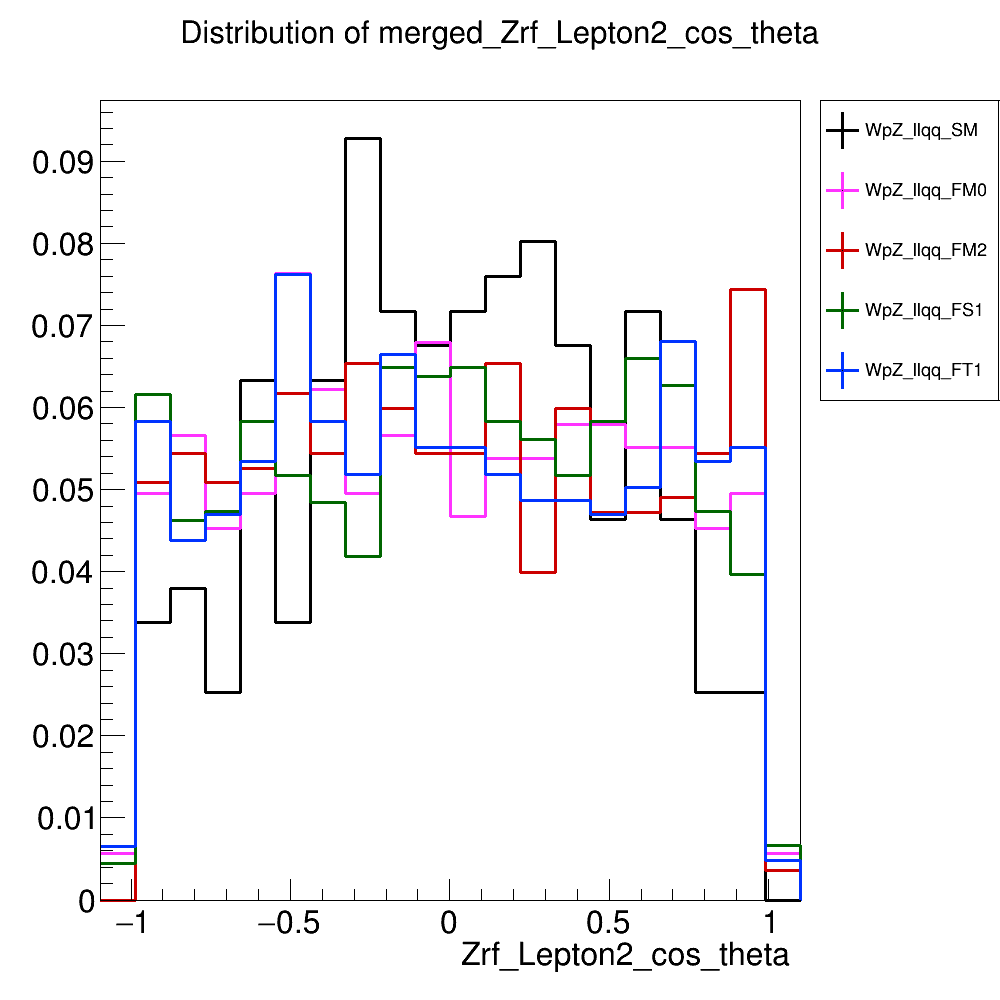 Distribution of merged_Zrf_Lepton2_cos_theta
WpZ_llqq_SM
WpZ_llqq_FM0
WpZ_llqq_FM2
WpZ_llqq_FS1
WpZ_llqq_FT1
0.09
0.08
0.07
0.06
0.05
0.04
0.03
0.02
0.01
0
−1 −0.5 0 0.5 1
Zrf_Lepton2_cos_theta